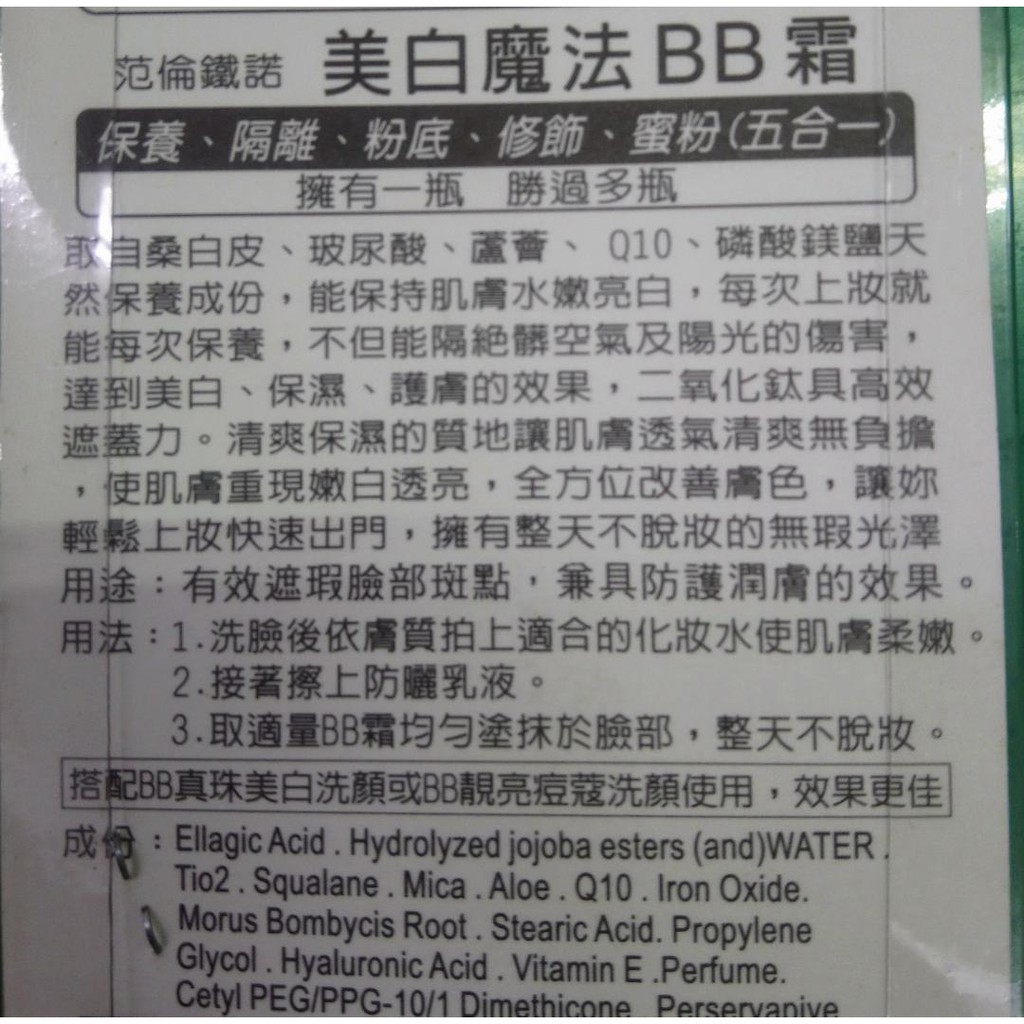 范倫鐵諾 美白魔法BB霜
保養、隔離、粉底、修飾、蜜粉(五合一)
擁有一瓶 勝過多瓶
取自桑白皮、玻尿酸、蘆薈、Q10、磷酸鎂鹽天
然保養成份，能保持肌膚水嫩亮白，每次上妝就
能每次保養，不但能隔絕髒空氣及陽光的傷害，
達到美白、保濕、護膚的效果，二氧化鈦具高效
遮蓋力。清爽保濕的質地讓肌膚透氣清爽無負擔
，使肌膚重現嫩白透亮，全方位改善膚色，讓妳
輕鬆上妝快速出門，擁有整天不脫妝的無瑕光澤
用途：有效遮瑕臉部斑點，兼具防護潤膚的效果。
用法：1.洗臉後依膚質拍上適合的化妝水使肌膚柔嫩。
2.接著擦上防曬乳液。
3.取適量BB霜均勻塗抹於臉部，整天不脫妝。
搭配BB真珠美白洗顏或BB靚亮痘蔻洗顏使用，效果更佳
成份：Ellagic Acid . Hydrolyzed jojoba esters (and)WATER .
Tio2 . Squalane . Mica . Aloe . Q10 . Iron Oxide.
Morus Bombycis Root . Stearic Acid. Propylene
Glycol . Hyaluronic Acid . Vitamin E .Perfume.
Cetyl PEG/PPG-10/1 Dimethicone . Perservapive